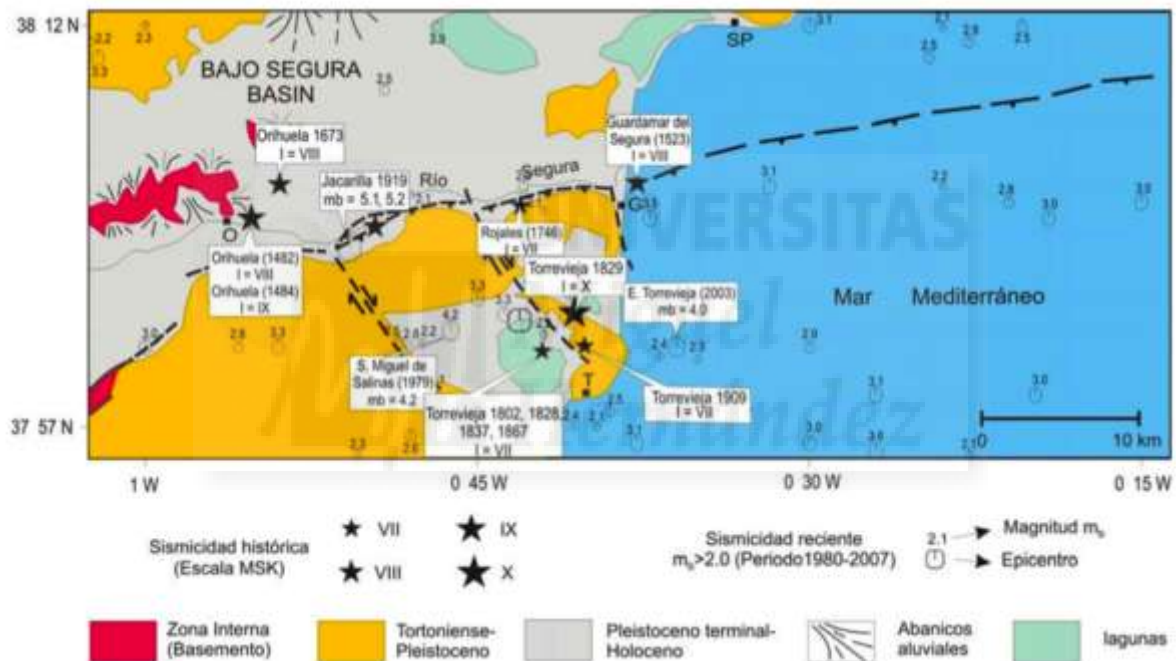 38 12 N
BAJO SEGURA
BASIN
SP
Mar Mediterráneo
Río
Segura
Orihuela 1673
I = VIII
Jacarilla 1919
mb = 5.1, 5.2
Guardamar del
Segura (1523)
I = VIII
O
G
Orihuela (1482)
I = VIII
Orihuela (1484)
I = IX
Rojales (1746)
I = VII
Torrevieja 1829
I = X
E. Torrevieja (2003)
mb = 4.0
S. Miguel de
Salinas (1979)
mb = 4.2
Torrevieja 1802, 1828,
1837, 1867
I = VII
T
Torrevieja 1909
I = VII
37 57 N
0 10 km
1 W
0 45 W
0 30 W
0 15 W
UNIVERSITAS
Miguel
Hernández
Sismicidad histórica
(Escala MSK)
VII
VIII
IX
X
Sismicidad reciente
mb>2.0 (Periodo1980-2007)
2.1
Magnitud mb
Epicentro
Zona Interna
(Basemento)
Tortoniense-
Pleistoceno
Pleistoceno terminal-
Holoceno
Abanicos
aluviales
lagunas